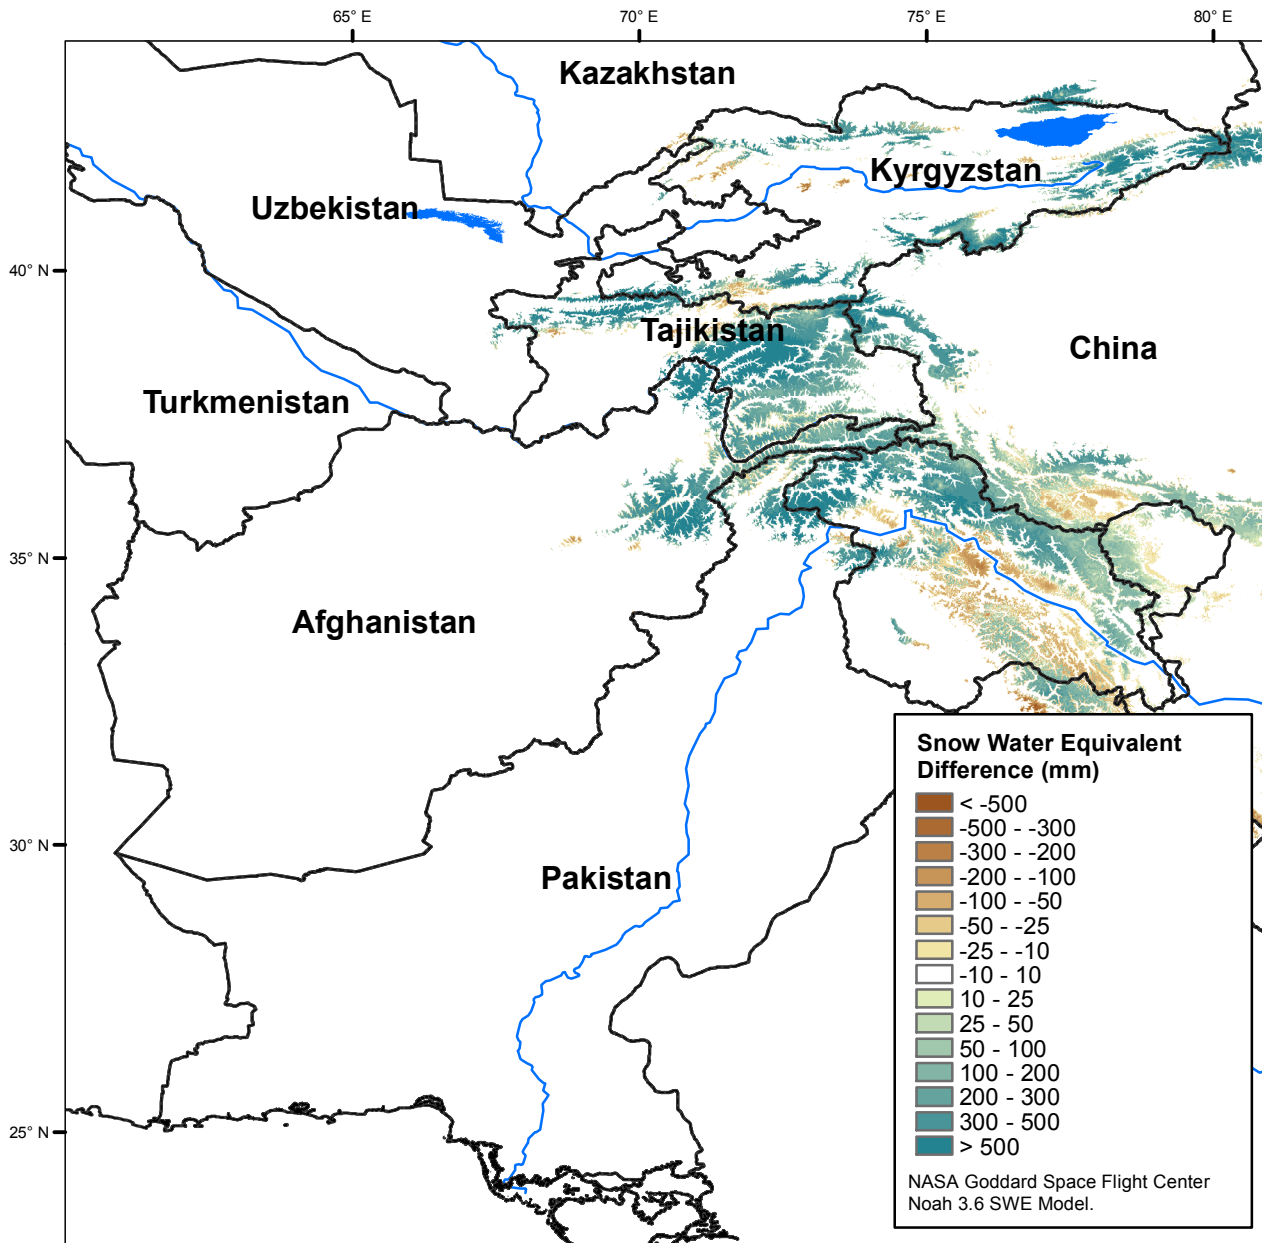 65° E
70° E
75° E
80° E
Kazakhstan
Kyrgyzstan
Uzbekistan
40° N
Tajikistan
China
Turkmenistan
35° N
Afghanistan
30° N
Pakistan
25° N
Snow Water Equivalent
Difference (mm)
< -500
-500 - -300
-300 - -200
-200 - -100
-100 - -50
-50 - -25
-25 - -10
-10 - 10
10 - 25
25 - 50
50 - 100
100 - 200
200 - 300
300 - 500
> 500
NASA Goddard Space Flight Center
Noah 3.6 SWE Model.